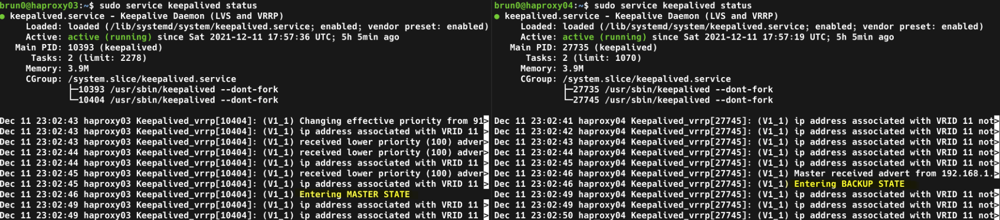 brun0@haproxy03:~$ sudo service keepalived status
● keepalived.service - Keepalive Daemon (LVS and VRRP)
Loaded: loaded (/lib/systemd/system/keepalived.service; enabled; vendor preset: enabled)
Active: active (running) since Sat 2021-12-11 17:57:36 UTC; 5h 5min ago
Main PID: 10393 (keepalived)
Tasks: 2 (limit: 2278)
Memory: 3.9M
CGroup: /system.slice/keepalived.service
├─10393 /usr/sbin/keepalived --dont-fork
└─10404 /usr/sbin/keepalived --dont-fork
Dec 11 23:02:43 haproxy03 Keepalived_vrrp[10404]: (V1_1) Changing effective priority from 91>
Dec 11 23:02:43 haproxy03 Keepalived_vrrp[10404]: (V1_1) ip address associated with VRID 11 >
Dec 11 23:02:43 haproxy03 Keepalived_vrrp[10404]: (V1_1) received lower priority (100) adver>
Dec 11 23:02:44 haproxy03 Keepalived_vrrp[10404]: (V1_1) received lower priority (100) adver>
Dec 11 23:02:44 haproxy03 Keepalived_vrrp[10404]: (V1_1) ip address associated with VRID 11 >
Dec 11 23:02:45 haproxy03 Keepalived_vrrp[10404]: (V1_1) received lower priority (100) adver>
Dec 11 23:02:45 haproxy03 Keepalived_vrrp[10404]: (V1_1) ip address associated with VRID 11 >
Dec 11 23:02:46 haproxy03 Keepalived_vrrp[10404]: (V1_1) Entering MASTER STATE
Dec 11 23:02:49 haproxy03 Keepalived_vrrp[10404]: (V1_1) ip address associated with VRID 11 >
Dec 11 23:02:49 haproxy03 Keepalived_vrrp[10404]: (V1_1) ip address associated with VRID 11 >
brun0@haproxy04:~$ sudo service keepalived status
● keepalived.service - Keepalive Daemon (LVS and VRRP)
Loaded: loaded (/lib/systemd/system/keepalived.service; enabled; vendor preset: enabled)
Active: active (running) since Sat 2021-12-11 17:57:19 UTC; 5h 5min ago
Main PID: 27735 (keepalived)
Tasks: 2 (limit: 1070)
Memory: 3.9M
CGroup: /system.slice/keepalived.service
├─27735 /usr/sbin/keepalived --dont-fork
└─27745 /usr/sbin/keepalived --dont-fork
Dec 11 23:02:41 haproxy04 Keepalived_vrrp[27745]: (V1_1) ip address associated with VRID 11 not>
Dec 11 23:02:42 haproxy04 Keepalived_vrrp[27745]: (V1_1) ip address associated with VRID 11 not>
Dec 11 23:02:43 haproxy04 Keepalived_vrrp[27745]: (V1_1) ip address associated with VRID 11 not>
Dec 11 23:02:44 haproxy04 Keepalived_vrrp[27745]: (V1_1) ip address associated with VRID 11 not>
Dec 11 23:02:45 haproxy04 Keepalived_vrrp[27745]: (V1_1) ip address associated with VRID 11 not>
Dec 11 23:02:46 haproxy04 Keepalived_vrrp[27745]: (V1_1) Master received advert from 192.168.1.>
Dec 11 23:02:46 haproxy04 Keepalived_vrrp[27745]: (V1_1) Entering BACKUP STATE
Dec 11 23:02:49 haproxy04 Keepalived_vrrp[27745]: (V1_1) ip address associated with VRID 11 not>
Dec 11 23:02:49 haproxy04 Keepalived_vrrp[27745]: (V1_1) ip address associated with VRID 11 not>
Dec 11 23:02:50 haproxy04 Keepalived_vrrp[27745]: (V1_1) ip address associated with VRID 11 not>